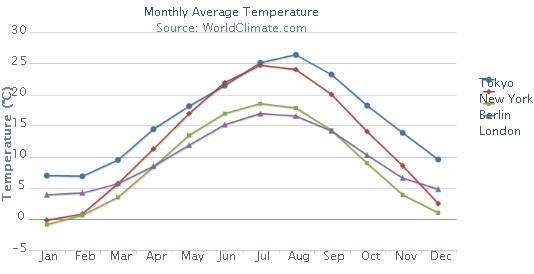 Monthly Average Temperature
Source: WorldClimate.com
Temperature (°C)
30
25
20
15
10
5
0
-5
Jan Feb Mar Apr May Jun Jul Aug Sep Oct Nov Dec
Tokyo
New York
Berlin
London